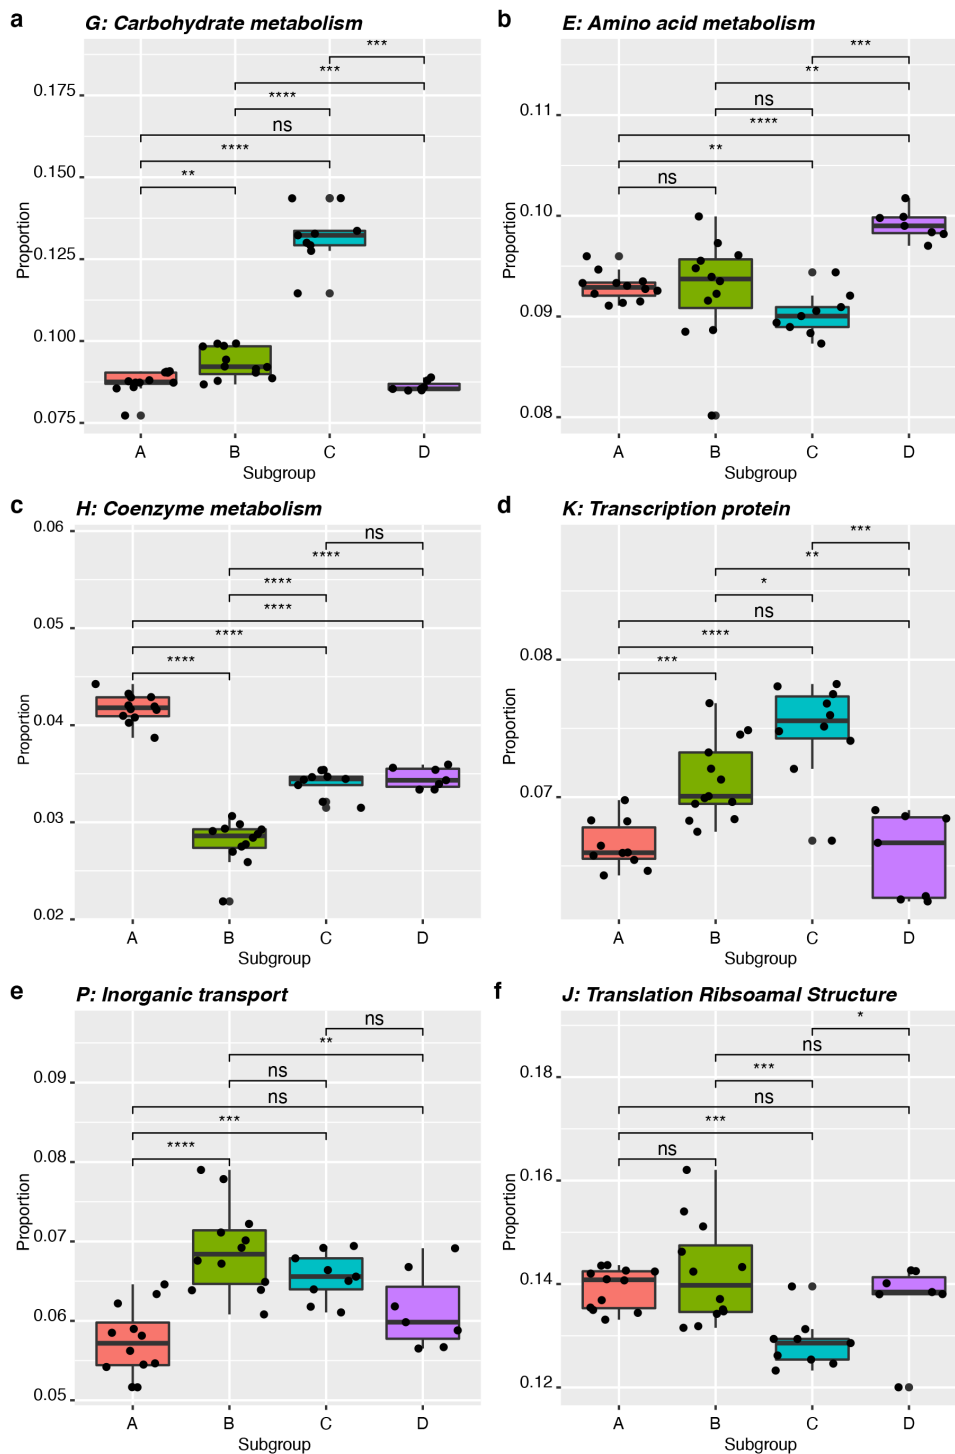 a
G: Carbohydrate metabolism
***
***
****
ns
****
**
0.175
0.150
0.125
0.100
0.075
Proportion
A B C D
Subgroup
b
E: Amino acid metabolism
***
**
ns
****
**
ns
0.11
0.10
0.09
0.08
Proportion
A B C D
Subgroup
c
H: Coenzyme metabolism
ns
****
****
****
****
****
0.06
0.05
0.04
0.03
0.02
Proportion
A B C D
Subgroup
d
K: Transcription protein
***
**
*
ns
****
***
0.08
0.07
Proportion
A B C D
Subgroup
e
P: Inorganic transport
ns
**
ns
ns
***
****
0.09
0.08
0.07
0.06
0.05
Proportion
A B C D
Subgroup
f
J: Translation Ribsoamal Structure
*
ns
***
ns
***
ns
0.18
0.16
0.14
0.12
Proportion
A B C D
Subgroup